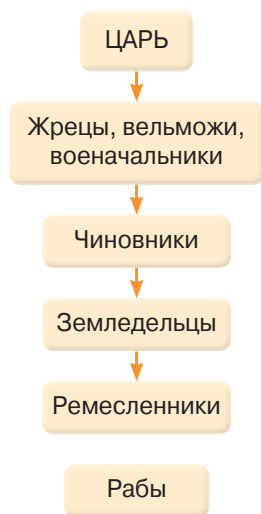 ЦАРЬ
Жрецы, вельможи,
военачальники
Чиновники
Земледельцы
Ремесленники
Рабы